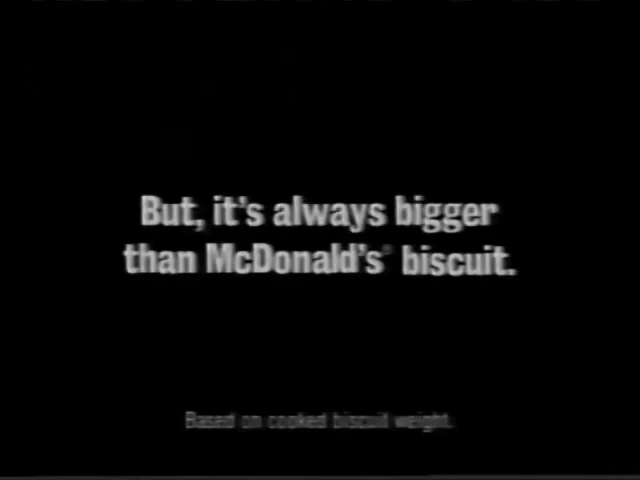 But, it's always bigger
than McDonald's® biscuit.
Based on cooked biscuit weight.